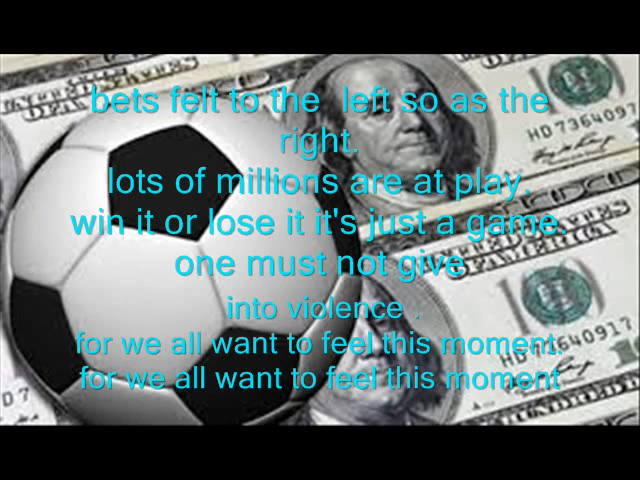 bets felt to the left so as the
right.
lots of millions are at play,
win it or lose it it's just a game.
one must not give
into violence .
for we all want to feel this moment.
for we all want to feel this moment
HD7364092
HD73640917